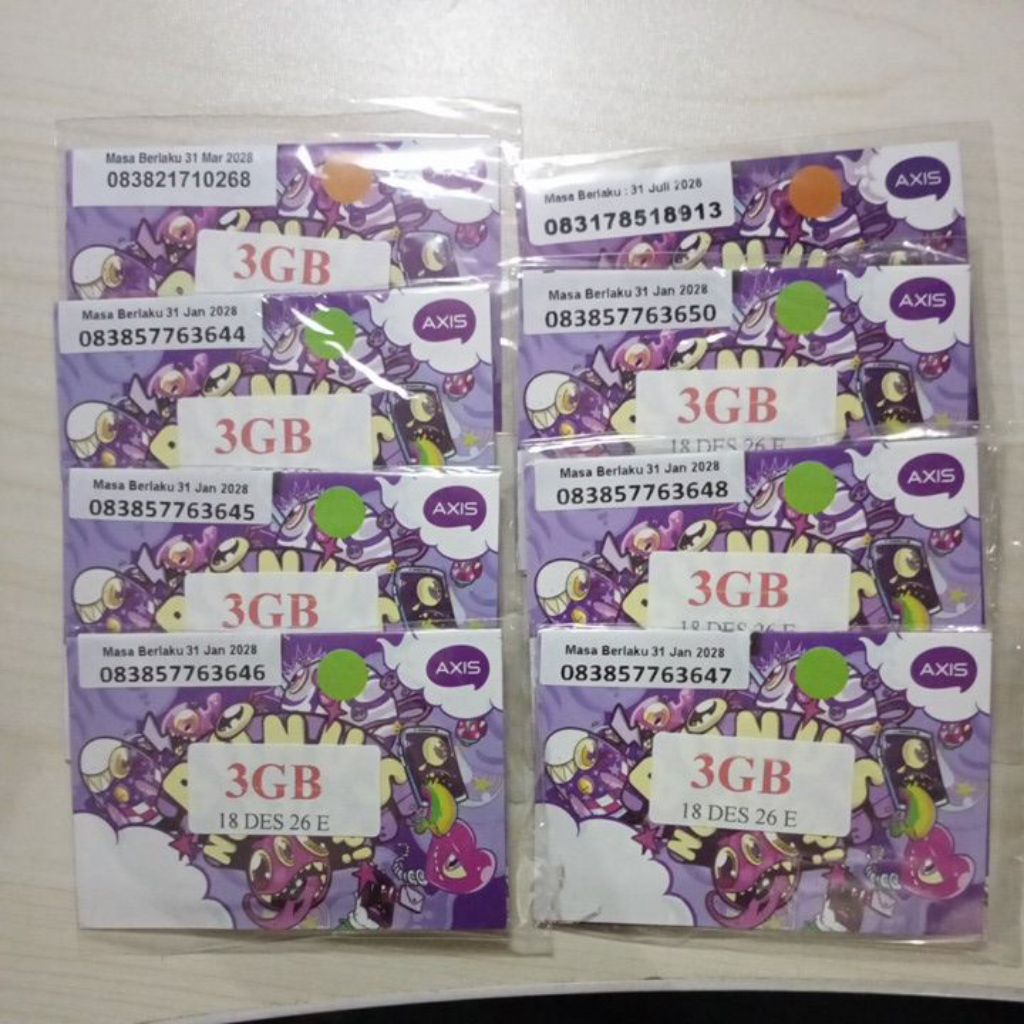 Masa Berlaku 31 Mar 2028
083821710268
3GB
Masa Berlaku 31 Jan 2028
083857763644
AXIS
3GB
Masa Berlaku 31 Jan 2028
083857763645
AXIS
3GB
Masa Berlaku 31 Jan 2028
083857763646
AXIS
3GB
18 DES 26 E
Masa Berlaku : 31 Juli 2028
083178518913
AXIS
Masa Berlaku 31 Jan 2028
083857763650
AXIS
3GB
18 DES 26 E
Masa Berlaku 31 Jan 2028
083857763648
AXIS
3GB
18 DES 26 E
Masa Berlaku 31 Jan 2028
083857763647
AXIS
3GB
18 DES 26 E